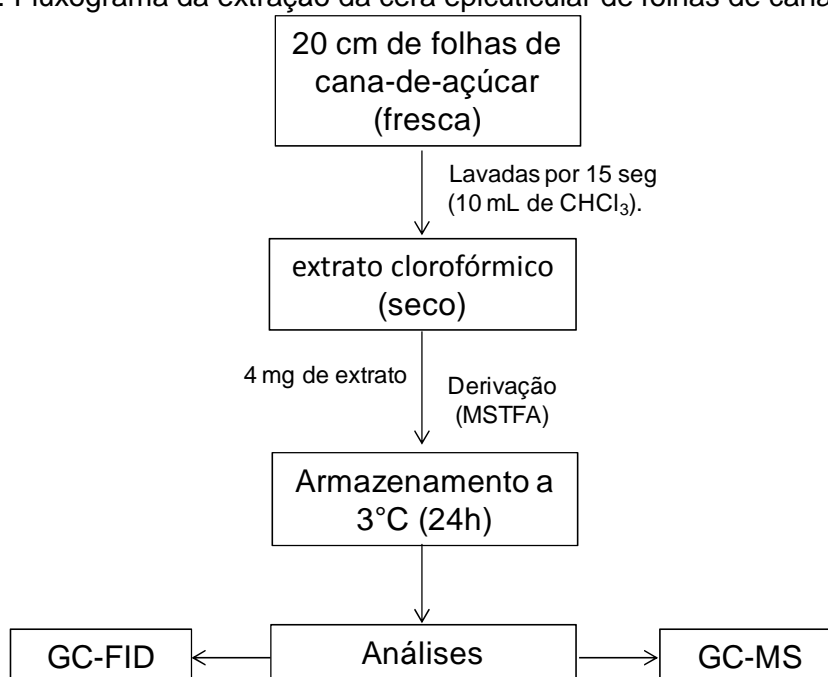 . Fluxograma da extração da cera epicuticular de folhas de cana
20 cm de folhas de
cana-de-açúcar
(fresca)
Lavadas por 15 seg
(10 mL de CHCl₃).
extrato clorofórmico
(seco)
4 mg de extrato
Derivação
(MSTFA)
Armazenamento a
3°C (24h)
GC-FID
Análises
GC-MS